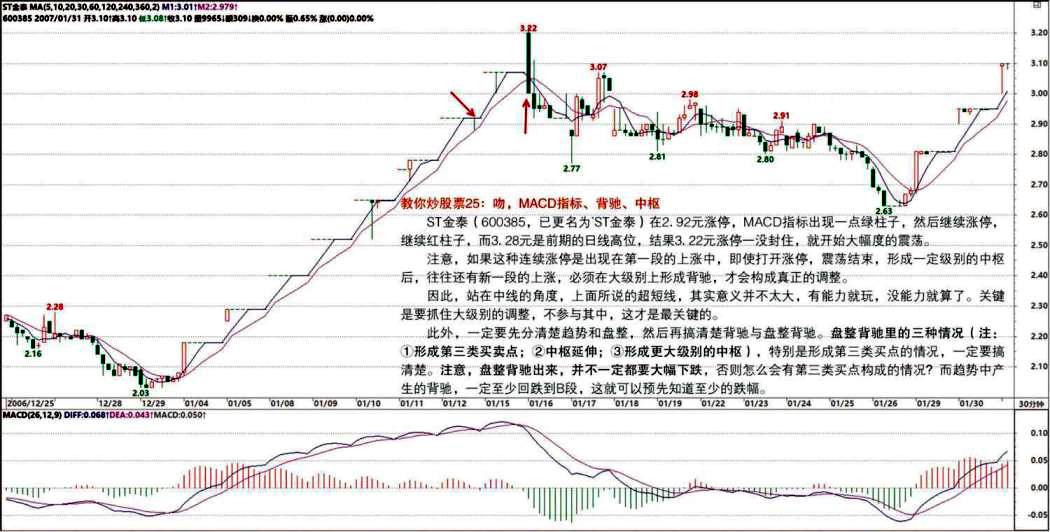 ST金泰 MA(5,10,20,30,60,120,240,360,2) M1:3.01↑M2:2.979↑
600385 2007/01/31 开3.10↑高3.10 低3.08↑收3.10 量9965↓额309↓换0.00% 振0.65% 涨(0.00)0.00%
3.22
3.20
3.10
3.07
3.00
2.98
2.91
2.90
2.81
2.80
2.80
2.77
2.70
2.63
2.60
2.50
2.40
2.30
2.28
2.20
2.16
2.10
2.03
教你炒股票25：吻，MACD指标、背驰、中枢
ST金泰（600385，已更名为*ST金泰）在2.92元涨停，MACD指标出现一点绿柱子，然后继续涨停，
继续红柱子，而3.28元是前期的日线高位，结果3.22元涨停一没封住，就开始大幅度的震荡。
注意，如果这种连续涨停是出现在第一段的上涨中，即使打开涨停，震荡结束，形成一定级别的中枢
后，往往还有新一段的上涨，必须在大级别上形成背驰，才会构成真正的调整。
因此，站在中线的角度，上面所说的超短线，其实意义并不太大，有能力就玩，没能力就算了。关键
是要抓住大级别的调整，不参与其中，这才是最关键的。
此外，一定要先分清楚趋势和盘整，然后再搞清楚背驰与盘整背驰。盘整背驰里的三种情况（注：
①形成第三类买卖点；②中枢延伸；③形成更大级别的中枢），特别是形成第三类买点的情况，一定要搞
清楚。注意，盘整背驰出来，并不一定都要大幅下跌，否则怎么会有第三类买点构成的情况？而趋势中产
生的背驰，一定至少回跌到B段，这就可以预先知道至少的跌幅。
2006/12/25 12/28 12/29 01/04 01/05 01/08 01/09 01/10 01/11 01/12 01/15 01/16 01/17 01/18 01/19 01/22 01/23 01/24 01/25 01/26 01/29 01/30 30分钟
MACD(26,12,9) DIFF:0.068↑DEA:0.043↑MACD:0.050↑
0.10
0.05
0.00
-0.05